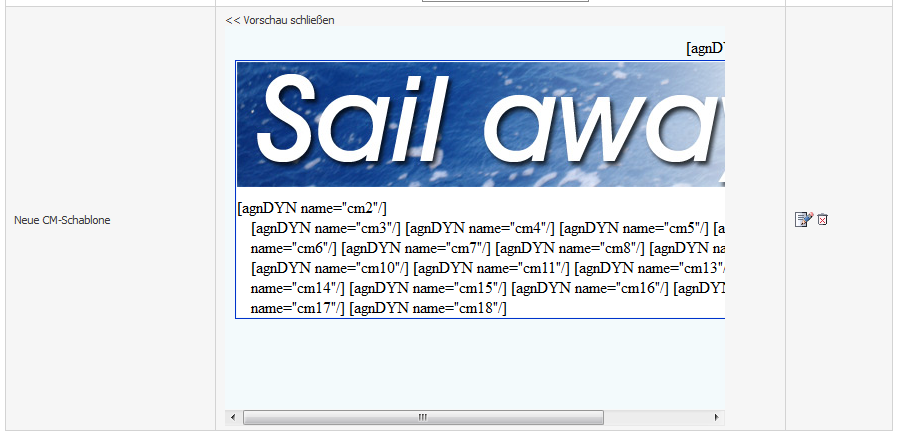 << Vorschau schließen
[agnDY
Sail away
[agnDYN name="cm2"/]
[agnDYN name="cm3"/] [agnDYN name="cm4"/] [agnDYN name="cm5"/] [a
name="cm6"/] [agnDYN name="cm7"/] [agnDYN name="cm8"/] [agnDYN na
[agnDYN name="cm10"/] [agnDYN name="cm11"/] [agnDYN name="cm13"/
name="cm14"/] [agnDYN name="cm15"/] [agnDYN name="cm16"/] [agnDYN
name="cm17"/] [agnDYN name="cm18"/]
Neue CM-Schablone